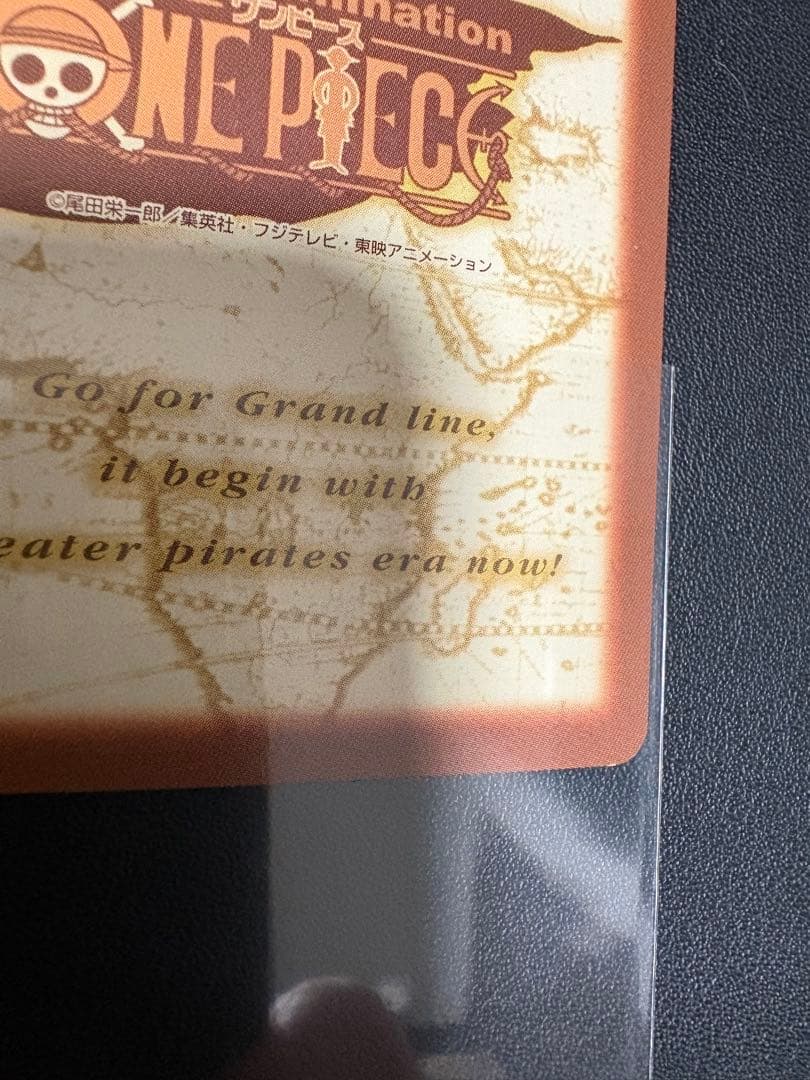 ワンピース
ONE PIECE
©尾田栄一郎／集英社・フジテレビ・東映アニメーション
Go for Grand line,
it begin with
eater pirates era now!